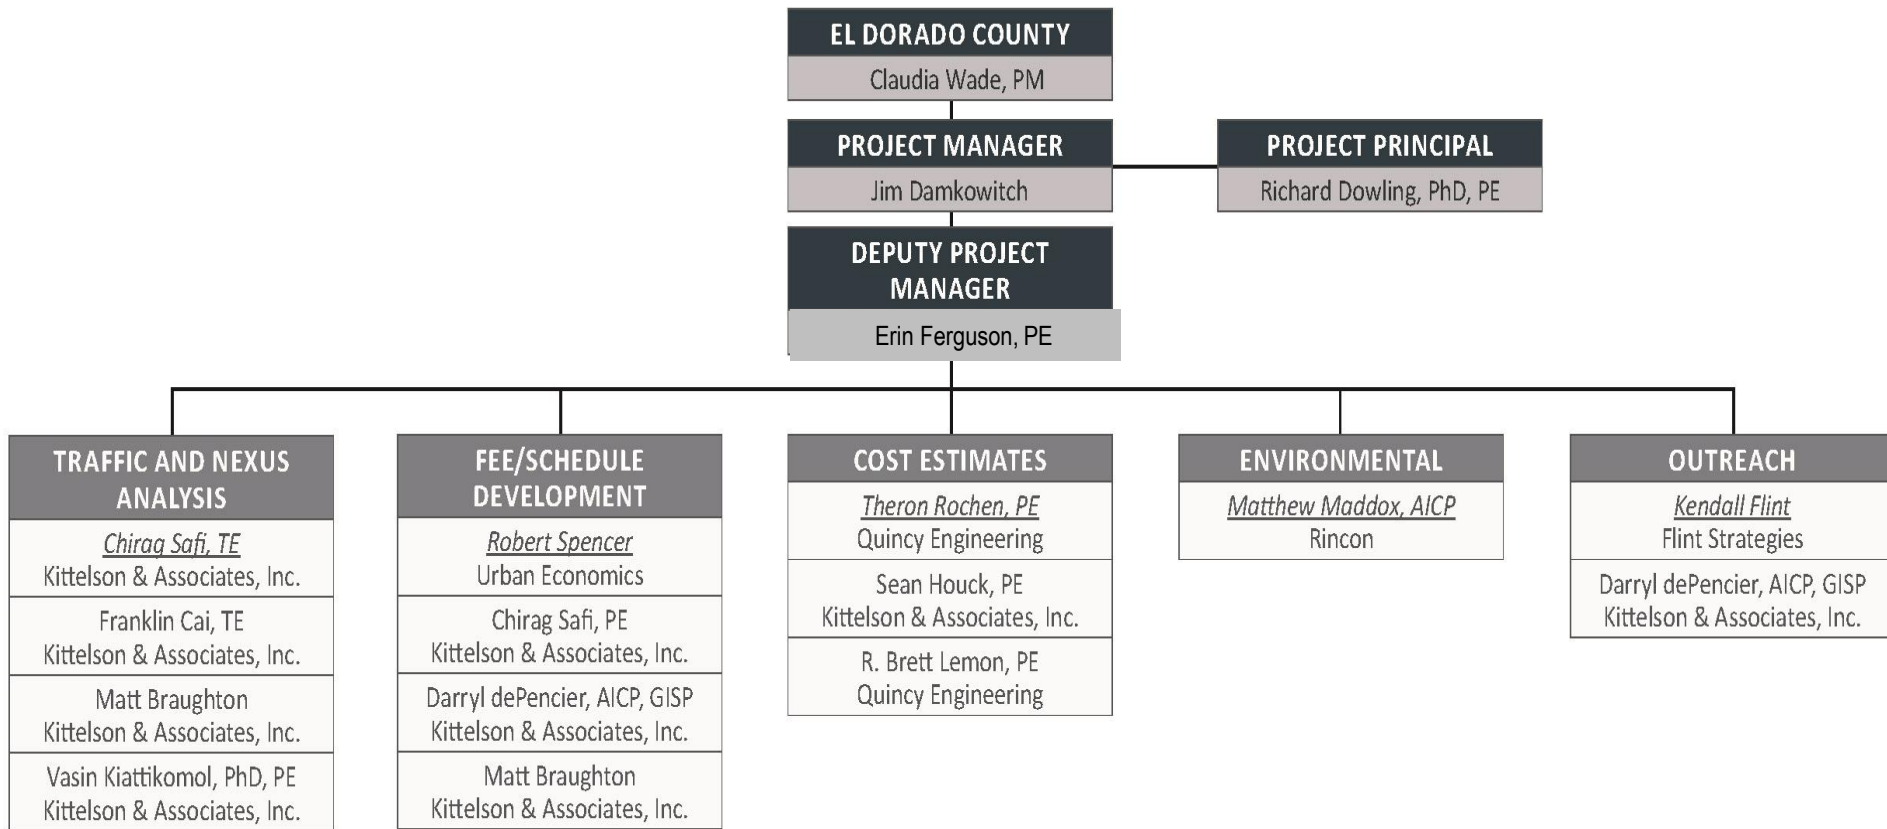 EL DORADO COUNTY
Claudia Wade, PM
PROJECT MANAGER
Jim Damkowitch
PROJECT PRINCIPAL
Richard Dowling, PhD, PE
DEPUTY PROJECT
MANAGER
Erin Ferguson, PE
TRAFFIC AND NEXUS
ANALYSIS
Chirag Safi, TE
Kittelson & Associates, Inc.
Franklin Cai, TE
Kittelson & Associates, Inc.
Matt Braughton
Kittelson & Associates, Inc.
Vasin Kiattikomol, PhD, PE
Kittelson & Associates, Inc.
FEE/SCHEDULE
DEVELOPMENT
Robert Spencer
Urban Economics
Chirag Safi, PE
Kittelson & Associates, Inc.
Darryl dePencier, AICP, GISP
Kittelson & Associates, Inc.
Matt Braughton
Kittelson & Associates, Inc.
COST ESTIMATES
Theron Rochen, PE
Quincy Engineering
Sean Houck, PE
Kittelson & Associates, Inc.
R. Brett Lemon, PE
Quincy Engineering
ENVIRONMENTAL
Matthew Maddox, AICP
Rincon
OUTREACH
Kendall Flint
Flint Strategies
Darryl dePencier, AICP, GISP
Kittelson & Associates, Inc.